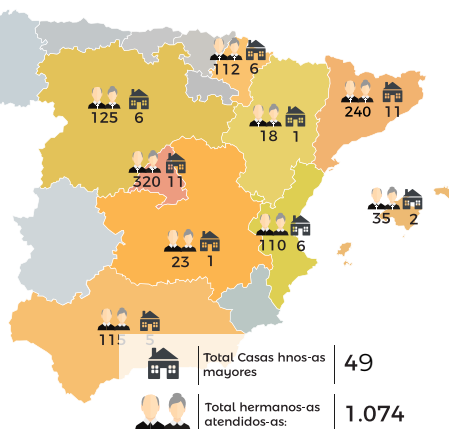 112 6
125 6
240 11
18 1
320 11
35 2
110 6
23 1
115 5
Total Casas hnos-as
mayores
49
Total hermanos-as
atendidos-as:
1.074